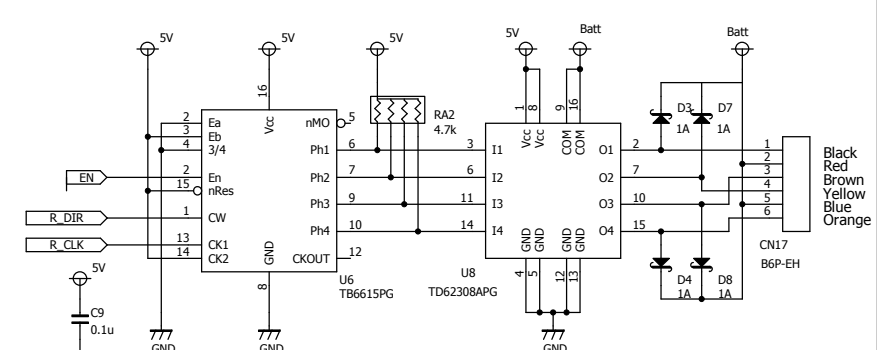 5V
5V
5V
5V
Batt
Batt
16
Vcc
2
Ea
3
Eb
4
3/4
EN
2
En
15
nRes
R_DIR
1
CW
R_CLK
13
CK1
14
CK2
nMO
5
Ph1
6
Ph2
7
Ph3
9
Ph4
10
CKOUT
12
GND
8
U6
TB6615PG
RA2
4.7k
1
8
9
16
Vcc
Vcc
COM
COM
3
I1
6
I2
11
I3
14
I4
O1
2
O2
7
O3
10
O4
15
GND
GND
GND
GND
4
5
12
13
U8
TD62308APG
D3
1A
D7
1A
D4
1A
D8
1A
1
2
3
4
5
6
Black
Red
Brown
Yellow
Blue
Orange
CN17
B6P-EH
5V
C9
0.1u
GND
GND
GND